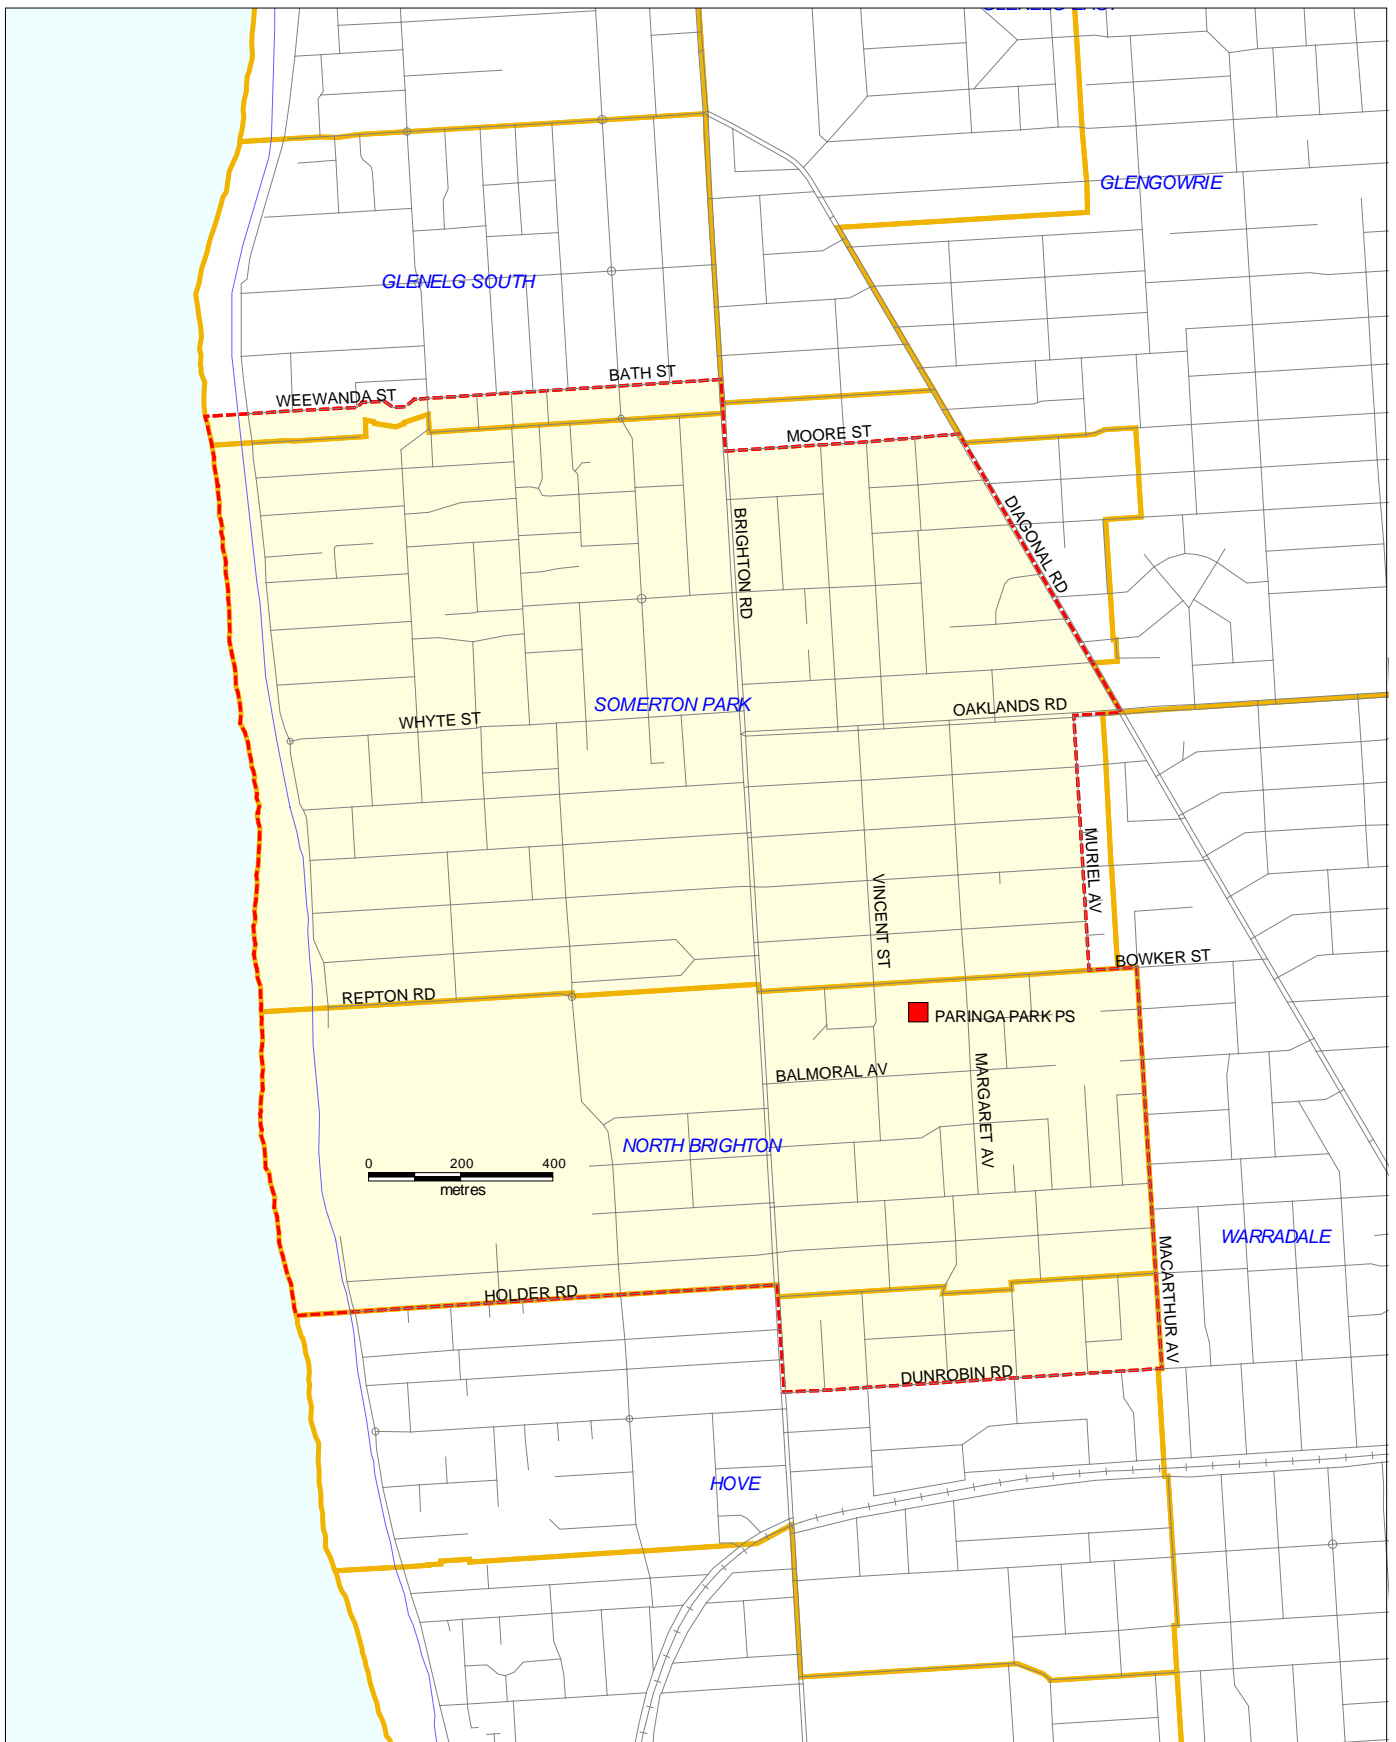 GLENELG EAST
GLENGOWRIE
GLENELG SOUTH
BATH ST
WEEWANDA ST
MOORE ST
DIAGONAL RD
BRIGHTON RD
SOMERTON PARK
OAKLANDS RD
WHYTE ST
MURIEL AV
VINCENT ST
BOWKER ST
REPTON RD
PARINGA PARK PS
BALMORAL AV
MARGARET AV
NORTH BRIGHTON
0 200 400
metres
WARRADALE
MACARTHUR AV
HOLDER RD
DUNROBIN RD
HOVE